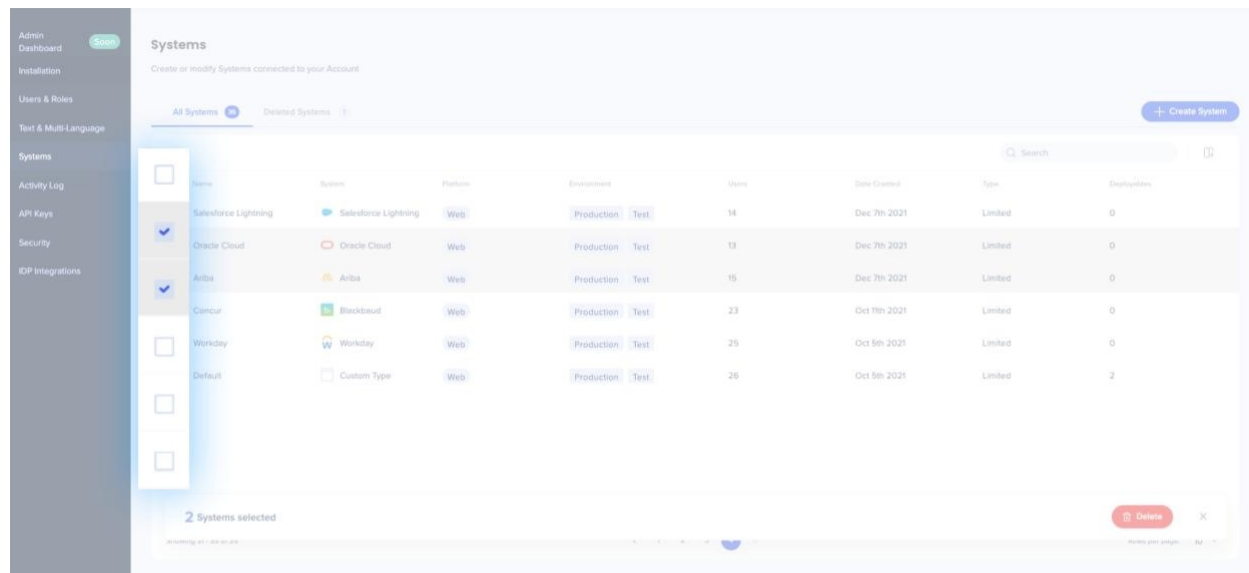 Admin
Dashboard Soon
Installation
Users & Roles
Text & Multi-Language
Systems
Activity Log
API Keys
Security
IDP Integrations
Systems
Create or modify Systems connected to your Account
All Systems Deleted Systems 1
+ Create System
Search
Name System Platform Environment Users Date Created Type
Salesforce Lightning Salesforce Lightning Web Production Test 14 Dec 7th 2021 Limited 0
Oracle Cloud Oracle Cloud Web Production Test 13 Dec 7th 2021 Limited 0
Ariba Ariba Web Production Test 15 Dec 7th 2021 Limited 0
Concur Blackbaud Web Production Test 23 Oct 11th 2021 Limited 0
Workday Workday Web Production Test 25 Oct 5th 2021 Limited 0
Default Custom Type Web Production Test 26 Oct 5th 2021 Limited 2
2 Systems selected Delete
Rows per page